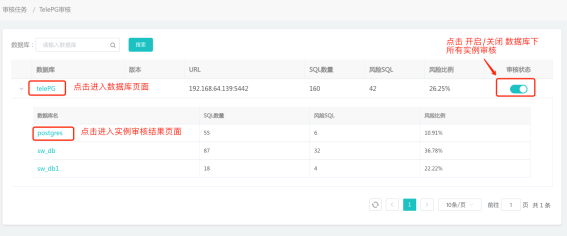 审核任务 / TelePG审核
点击 开启/关闭 数据库下
所有实例审核
数据库: 请输入数据库 搜索
数据库 版本 URL SQL数量 风险SQL 风险比例 审核状态
telePG 点击进入数据库页面 192.168.64.139:5442 160 42 26.25%
数据库名 SQL数量 风险SQL 风险比例
postgres 点击进入实例审核结果页面 55 6 10.91%
sw_db 87 32 36.78%
sw_db1 18 4 22.22%
< 1 > 10条/页 前往 1 页 共 1 条